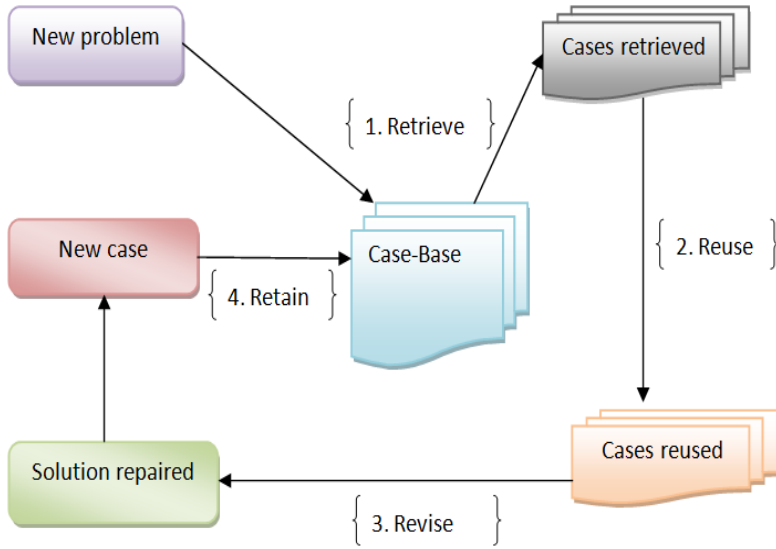 New problem
Cases retrieved
{ 1. Retrieve }
New case
Case-Base
{ 2. Reuse }
{ 4. Retain }
Solution repaired
Cases reused
{ 3. Revise }